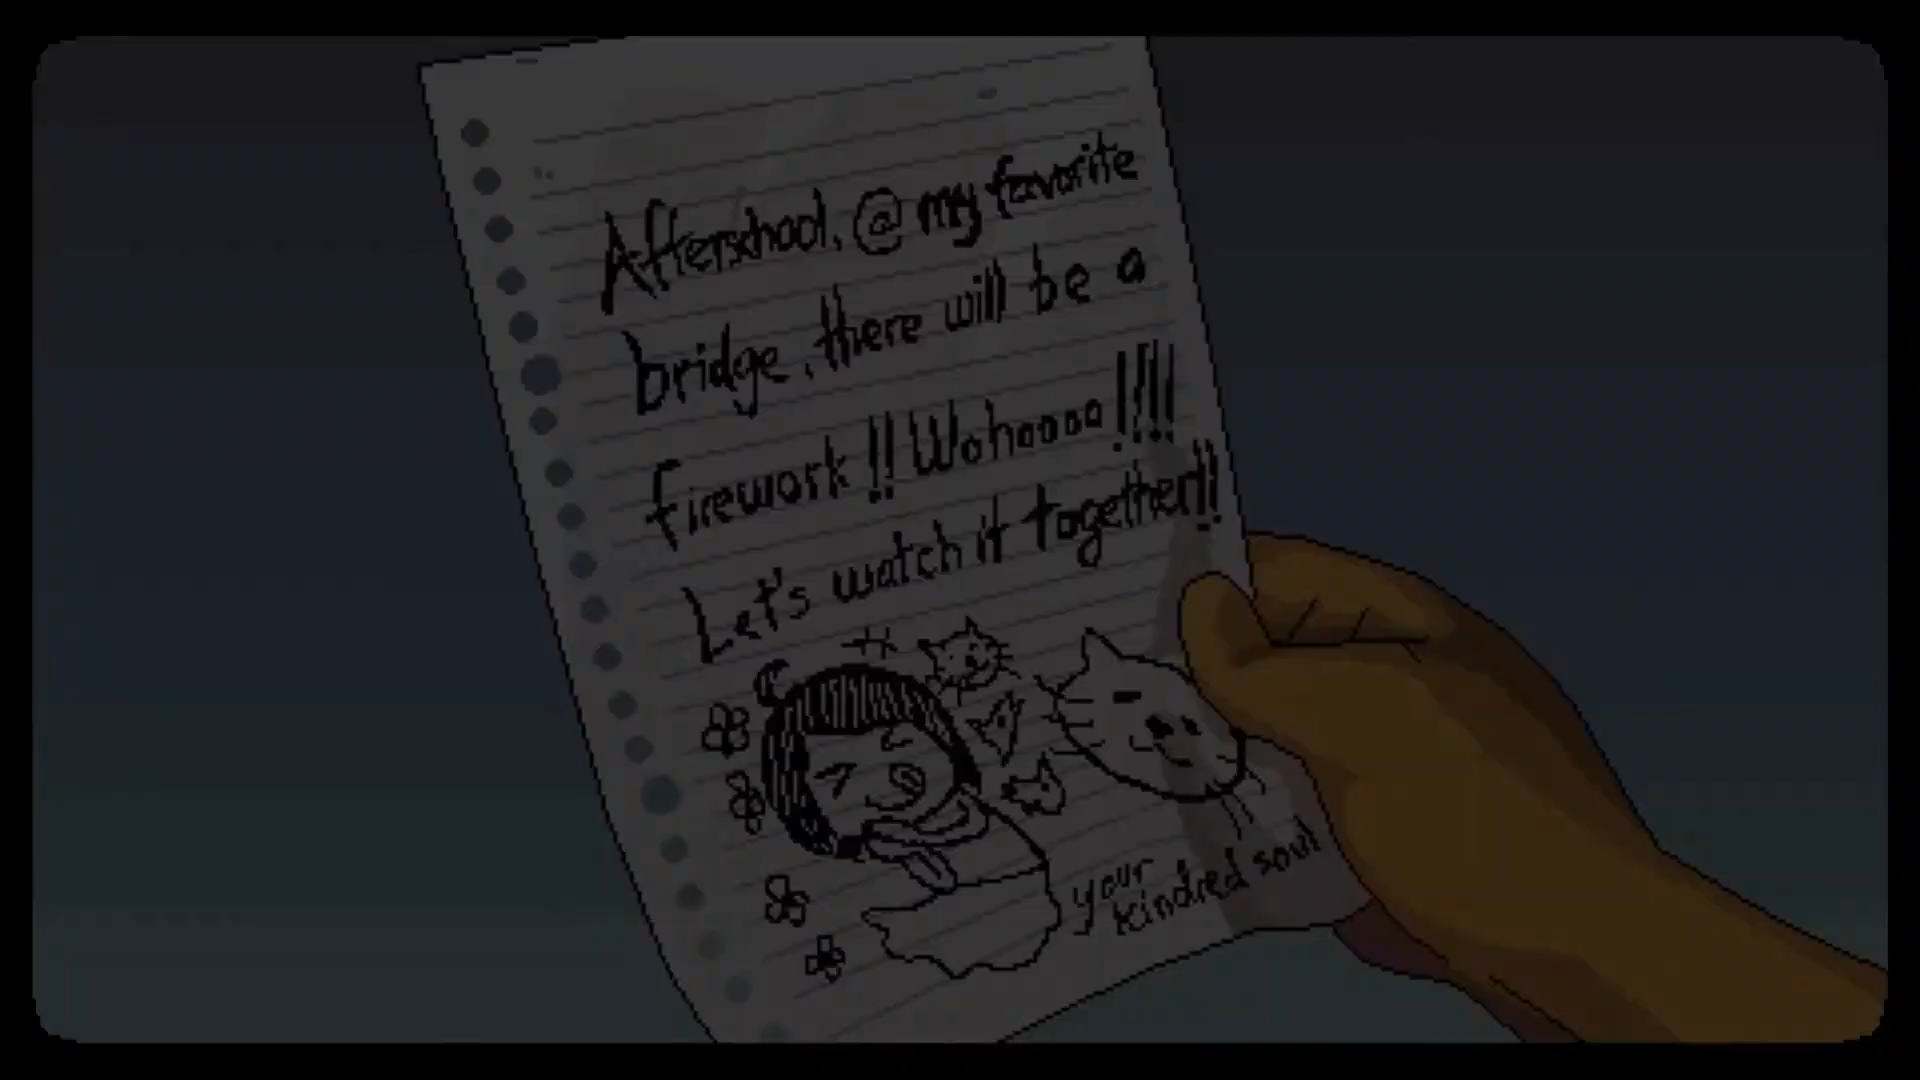 Afterschool, @ my favorite
bridge, there will be a
firework!! Wohoooo!!!!
Let's watch it together!!
your
kindred soul